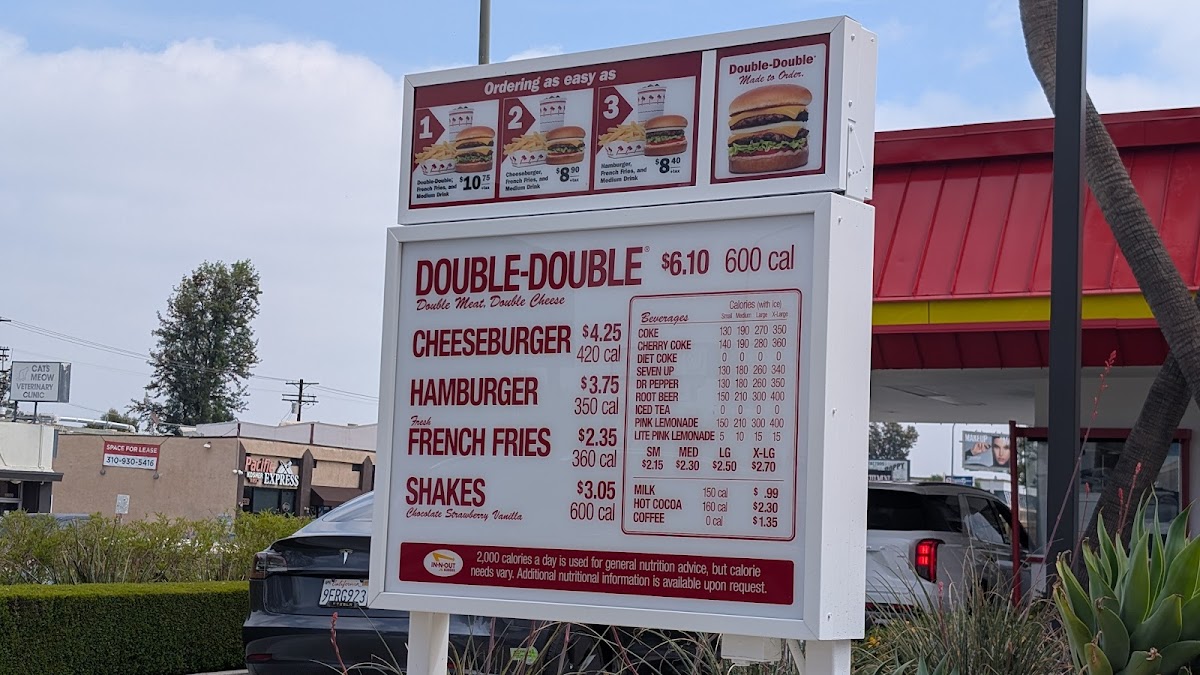 Ordering as easy as
1
Double-Double,
French Fries, and
Medium Drink
$10 75
+tax
2
Cheeseburger,
French Fries, and
Medium Drink
$8 90
+tax
3
Hamburger,
French Fries, and
Medium Drink
$8 40
+tax
Double-Double®
Made to Order.
DOUBLE-DOUBLE® $6.10 600 cal
Double Meat, Double Cheese
CHEESEBURGER $4.25
420 cal
HAMBURGER $3.75
350 cal
Fresh
FRENCH FRIES $2.35
360 cal
SHAKES $3.05
Chocolate Strawberry Vanilla 600 cal
Calories (with Ice)
Beverages Small Medium Large X-Large
COKE 130 190 270 350
CHERRY COKE 140 190 280 360
DIET COKE 0 0 0 0
SEVEN UP 130 180 260 340
DR PEPPER 130 180 260 350
ROOT BEER 150 210 300 400
ICED TEA 0 0 0 0
PINK LEMONADE 150 210 300 400
LITE PINK LEMONADE 5 10 15 15
SM MED LG X-LG
$2.15 $2.30 $2.50 $2.70
MILK 150 cal $ .99
HOT COCOA 160 cal $2.30
COFFEE 0 cal $1.35
IN-N-OUT
2,000 calories a day is used for general nutrition advice, but calorie
needs vary. Additional nutritional information is available upon request.
CATS
MEOW
VETERINARY
CLINIC
SPACE FOR LEASE
310-930-5416
Pacific
EXPRESS
California
9ERG923
MAKEUP